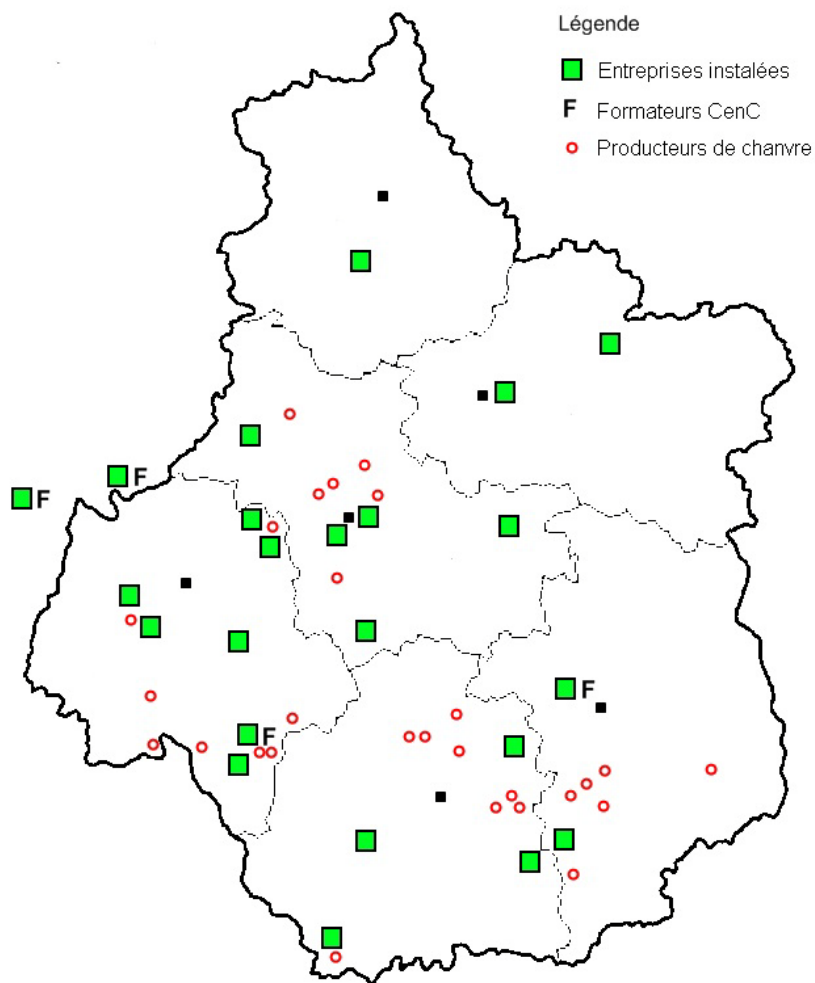 Légende
Entreprises instalées
F Formateurs CenC
Producteurs de chanvre
F
F
F
F